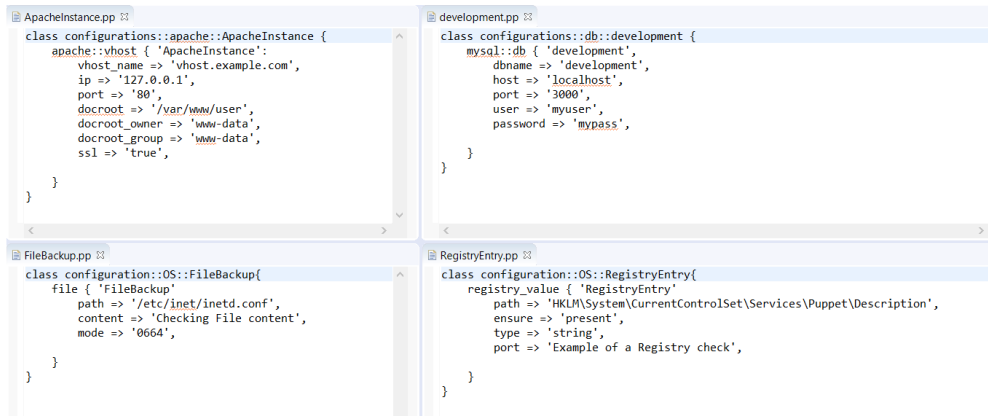 ApacheInstance.pp
class configurations::apache::ApacheInstance {
apache::vhost { 'ApacheInstance':
vhost_name => 'vhost.example.com',
ip => '127.0.0.1',
port => '80',
docroot => '/var/www/user',
docroot_owner => 'www-data',
docroot_group => 'www-data',
ssl => 'true',
}
}
development.pp
class configurations::db::development {
mysql::db { 'development',
dbname => 'development',
host => 'localhost',
port => '3000',
user => 'myuser',
password => 'mypass',
}
}
FileBackup.pp
class configuration::OS::FileBackup{
file { 'FileBackup'
path => '/etc/inet/inetd.conf',
content => 'Checking File content',
mode => '0664',
}
}
RegistryEntry.pp
class configuration::OS::RegistryEntry{
registry_value { 'RegistryEntry'
path => 'HKLM\System\CurrentControlSet\Services\Puppet\Description',
ensure => 'present',
type => 'string',
port => 'Example of a Registry check',
}
}